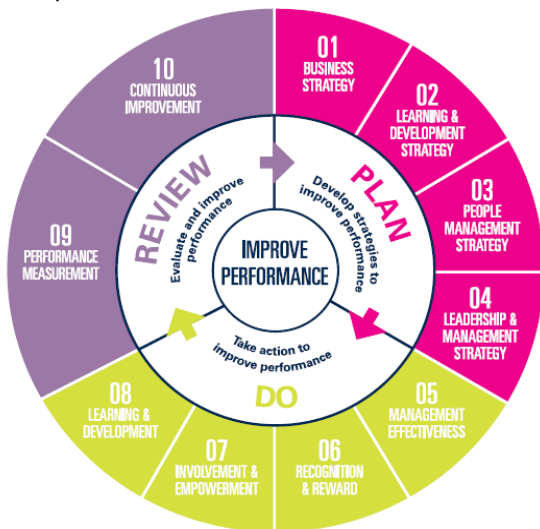 01
BUSINESS
STRATEGY
02
LEARNING &
DEVELOPMENT
STRATEGY
03
PEOPLE
MANAGEMENT
STRATEGY
04
LEADERSHIP &
MANAGEMENT
STRATEGY
05
MANAGEMENT
EFFECTIVENESS
06
RECOGNITION
& REWARD
07
INVOLVEMENT &
EMPOWERMENT
08
LEARNING &
DEVELOPMENT
09
PERFORMANCE
MEASUREMENT
10
CONTINUOUS
IMPROVEMENT
PLAN
Develop strategies to
improve performance
DO
Take action to
improve performance
REVIEW
Evaluate and improve
performance
IMPROVE
PERFORMANCE